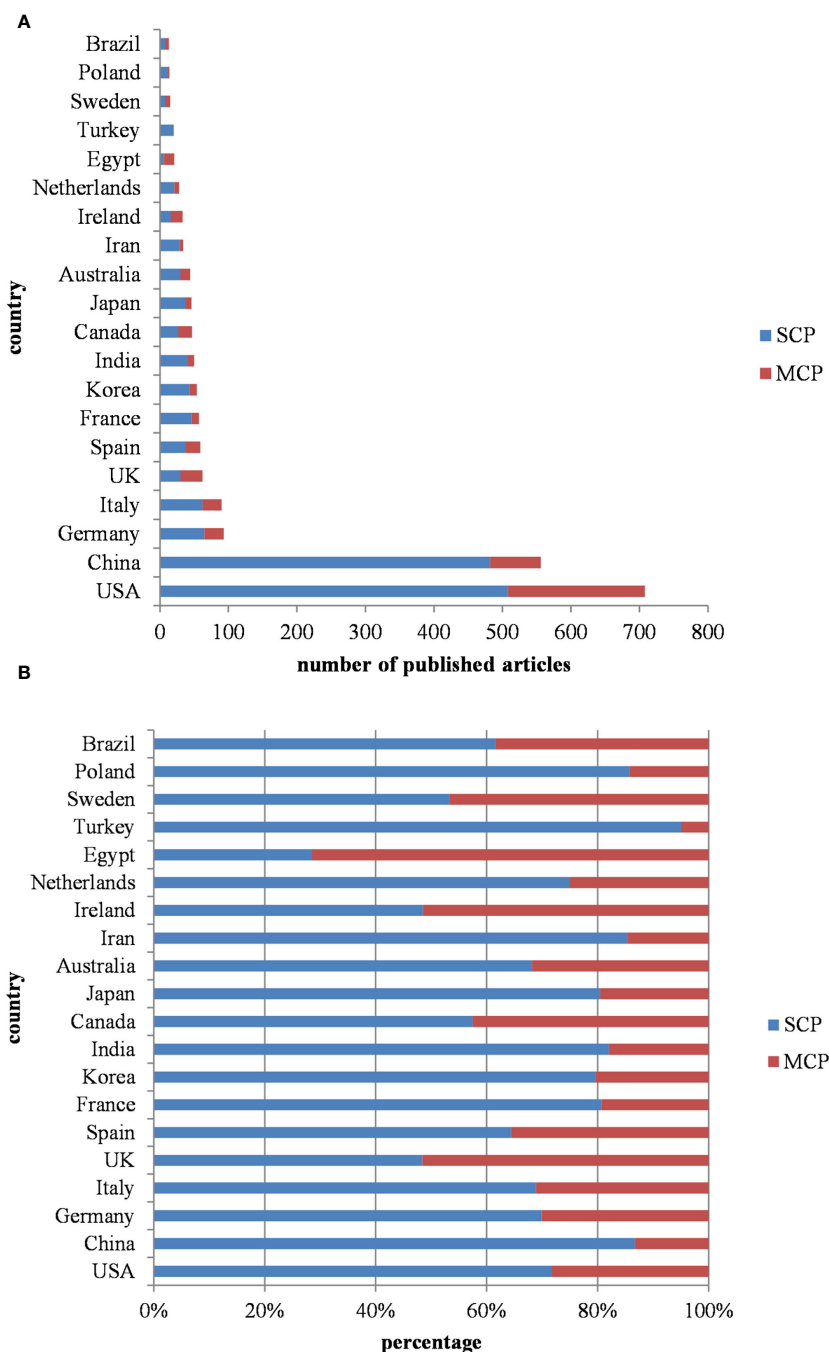 A
Brazil
Poland
Sweden
Turkey
Egypt
Netherlands
Ireland
Iran
Australia
Japan
Canada
India
Korea
France
Spain
UK
Italy
Germany
China
USA
country
0 100 200 300 400 500 600 700 800
number of published articles
SCP
MCP
B
Brazil
Poland
Sweden
Turkey
Egypt
Netherlands
Ireland
Iran
Australia
Japan
Canada
India
Korea
France
Spain
UK
Italy
Germany
China
USA
country
0% 20% 40% 60% 80% 100%
percentage
SCP
MCP